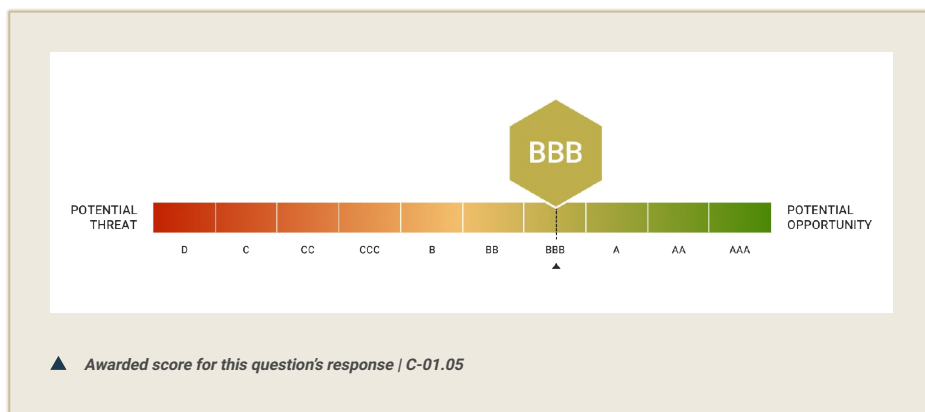 BBB
POTENTIAL
THREAT
POTENTIAL
OPPORTUNITY
D C CC CCC B BB BBB A AA AAA
Awarded score for this question's response | C-01.05